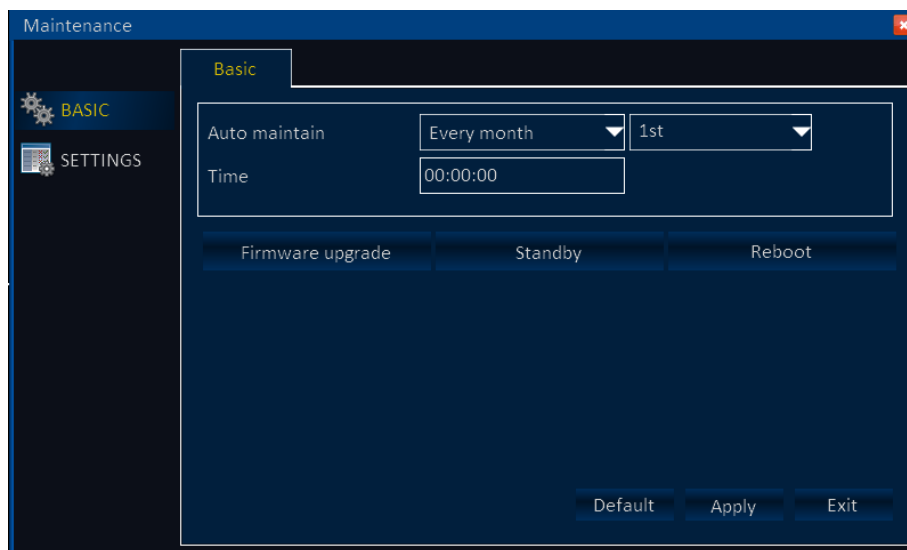 Maintenance
Basic
BASIC
SETTINGS
Auto maintain Every month 1st
Time 00:00:00
Firmware upgrade Standby Reboot
Default Apply Exit